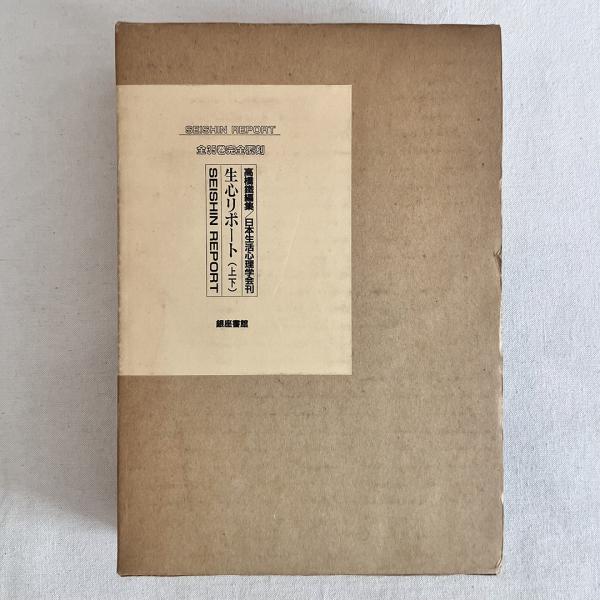 SEISHIN REPORT
全35巻完全復刻
高橋鐵編集／日本生活心理学会刊
生心リポート（上下）
SEISHIN REPORT
銀座書館